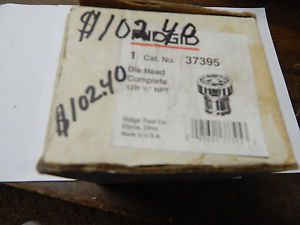 $102.40
RIDGID
1 Cat. No. 37395
Die Head
Complete
12R ½" NPT
$102.40
Ridge Tool Co.
Elyria, Ohio
Made in U.S.A.